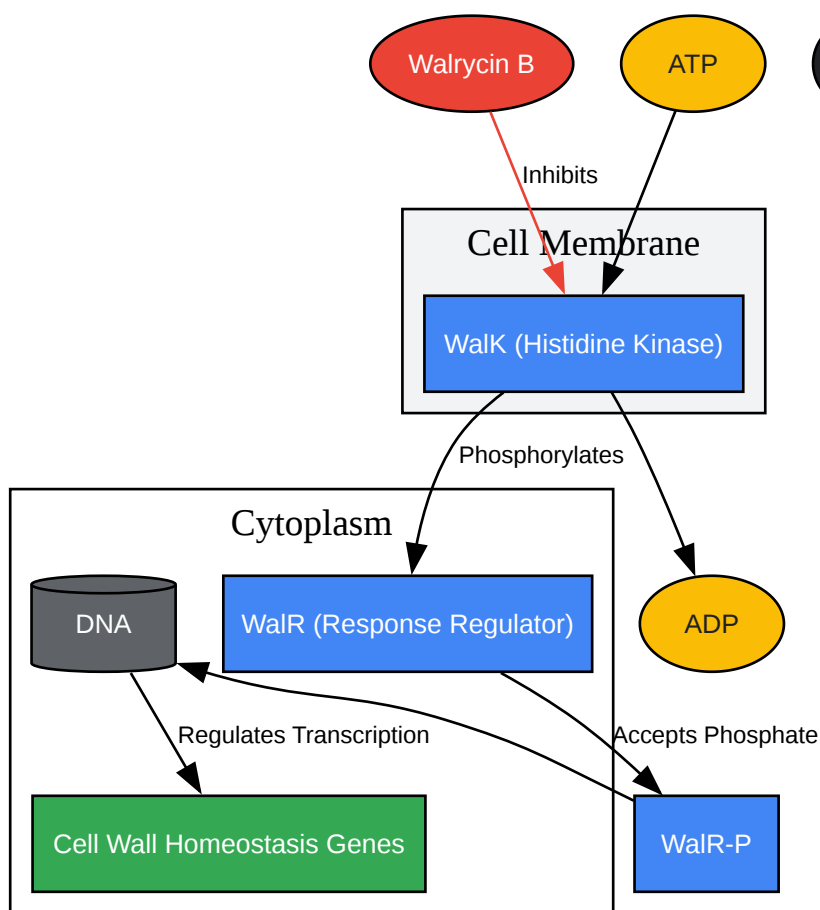 Walrycin B
ATP
Inhibits
Cell Membrane
WalK (Histidine Kinase)
Phosphorylates
Cytoplasm
DNA
WalR (Response Regulator)
ADP
Regulates Transcription
Accepts Phosphate
Cell Wall Homeostasis Genes
WalR-P